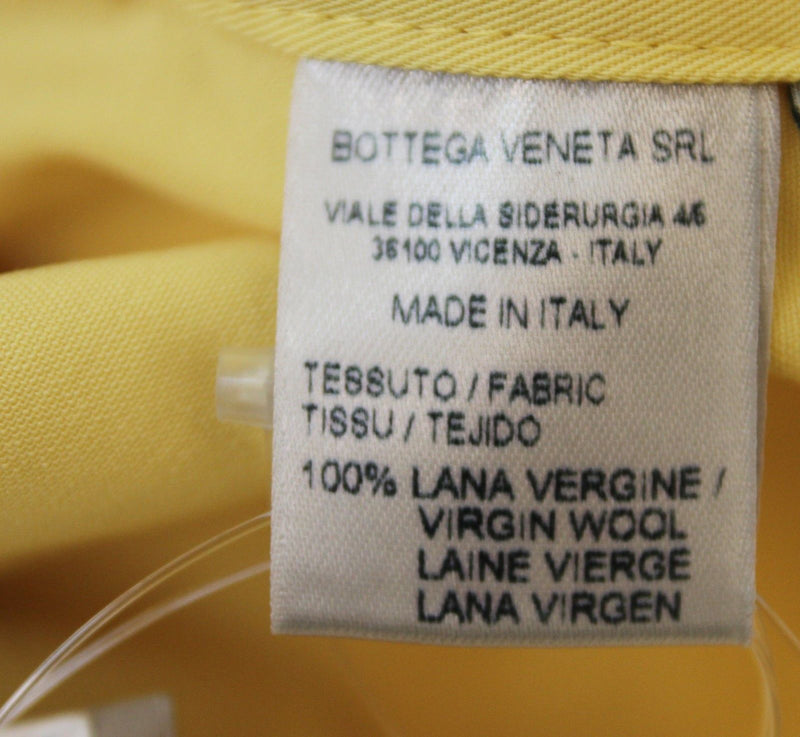 BOTTEGA VENETA SRL
VIALE DELLA SIDERURGIA 4/6
36100 VICENZA - ITALY
MADE IN ITALY
TESSUTO / FABRIC
TISSU / TEJIDO
100% LANA VERGINE /
VIRGIN WOOL
LAINE VIERGE
LANA VIRGEN